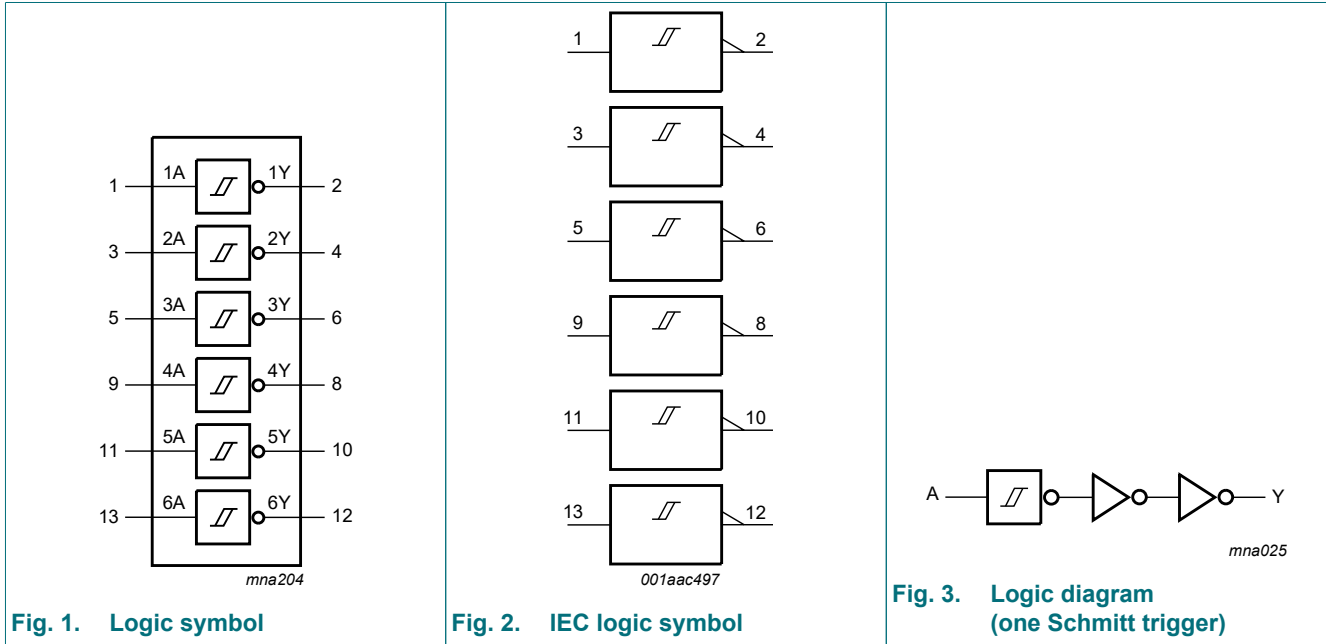 1 1A 1Y 2
3 2A 2Y 4
5 3A 3Y 6
9 4A 4Y 8
11 5A 5Y 10
13 6A 6Y 12
mna204
Fig. 1. Logic symbol
1 2
3 4
5 6
9 8
11 10
13 12
001aac497
Fig. 2. IEC logic symbol
A Y
mna025
Fig. 3. Logic diagram
(one Schmitt trigger)